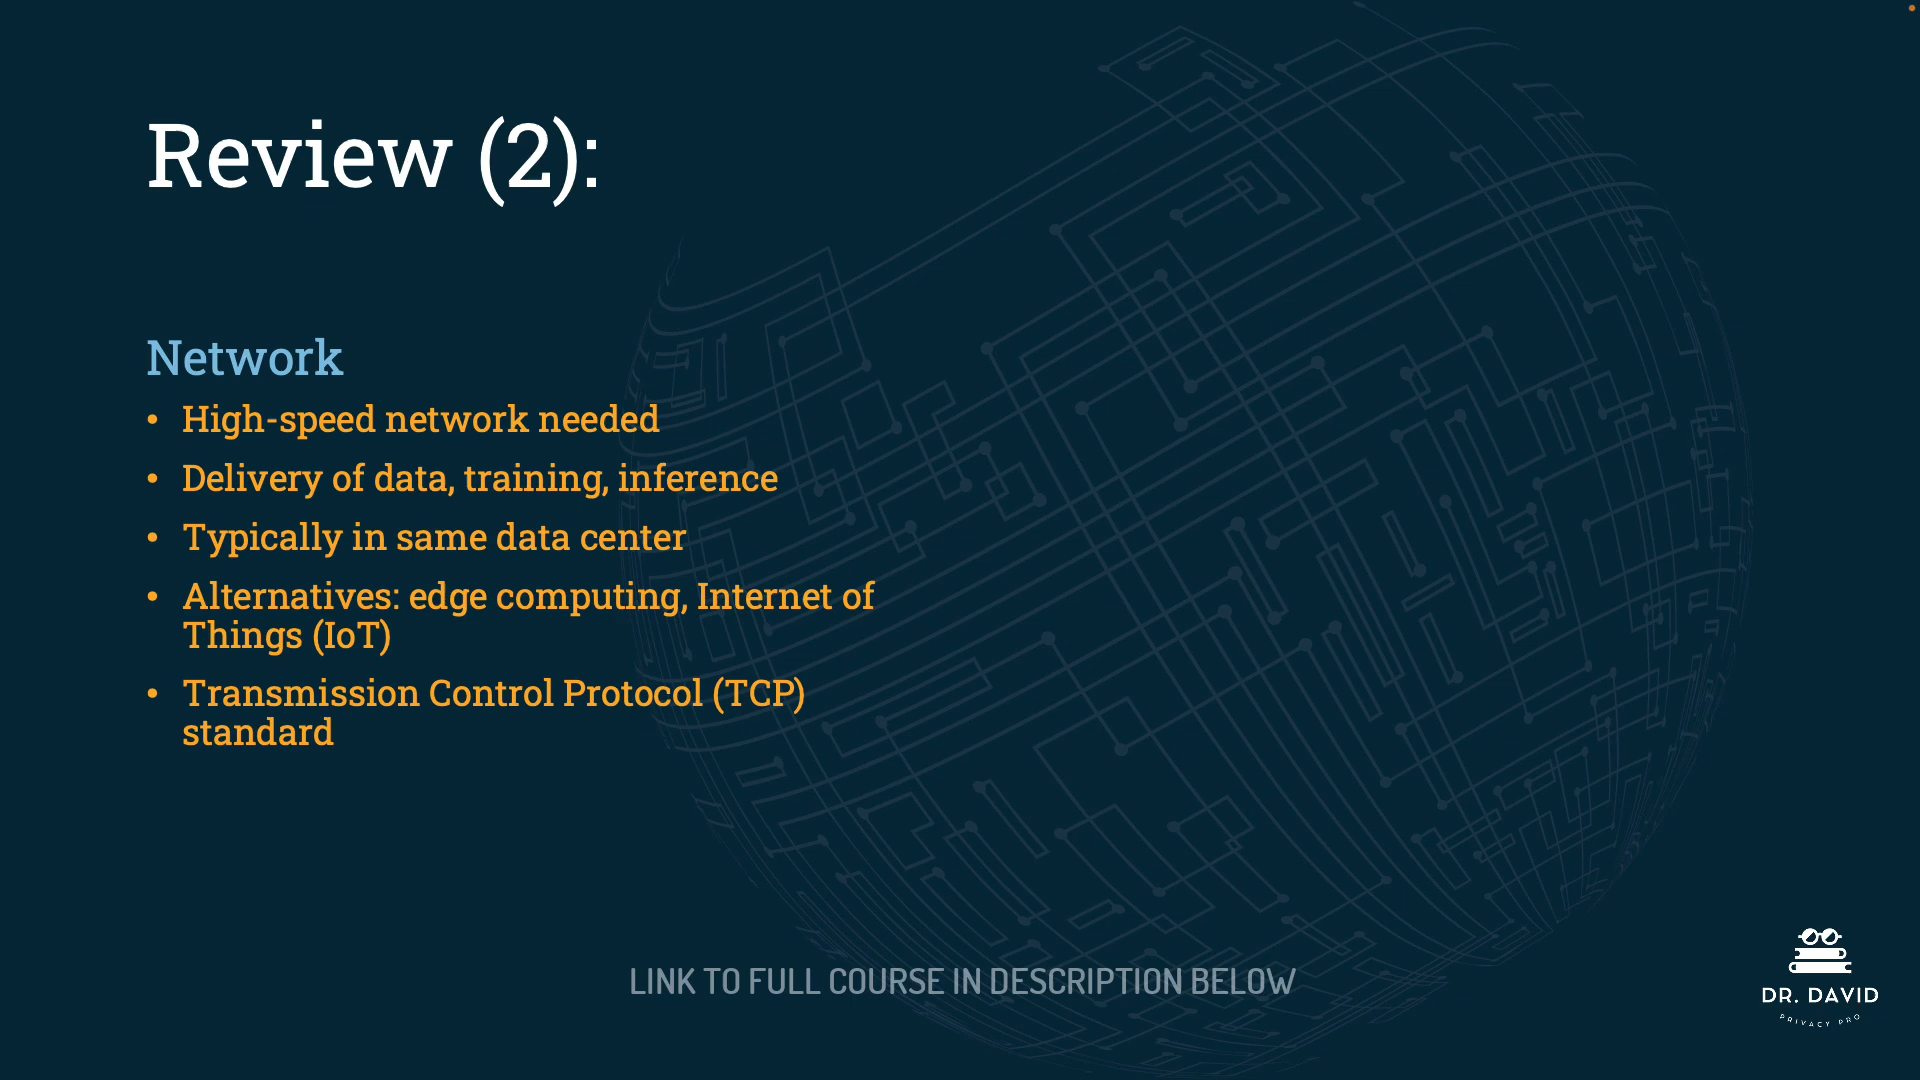 Review (2):
Network
• High-speed network needed
• Delivery of data, training, inference
• Typically in same data center
• Alternatives: edge computing, Internet of
Things (IoT)
• Transmission Control Protocol (TCP)
standard
LINK TO FULL COURSE IN DESCRIPTION BELOW
DR. DAVID
PRIVACY PRO